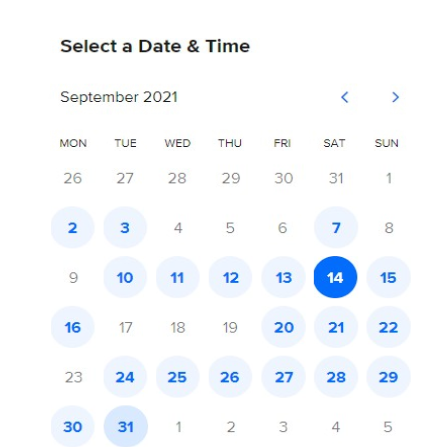 Select a Date & Time
September 2021
MON TUE WED THU FRI SAT SUN
26 27 28 29 30 31 1
2 3 4 5 6 7 8
9 10 11 12 13 14 15
16 17 18 19 20 21 22
23 24 25 26 27 28 29
30 31 1 2 3 4 5